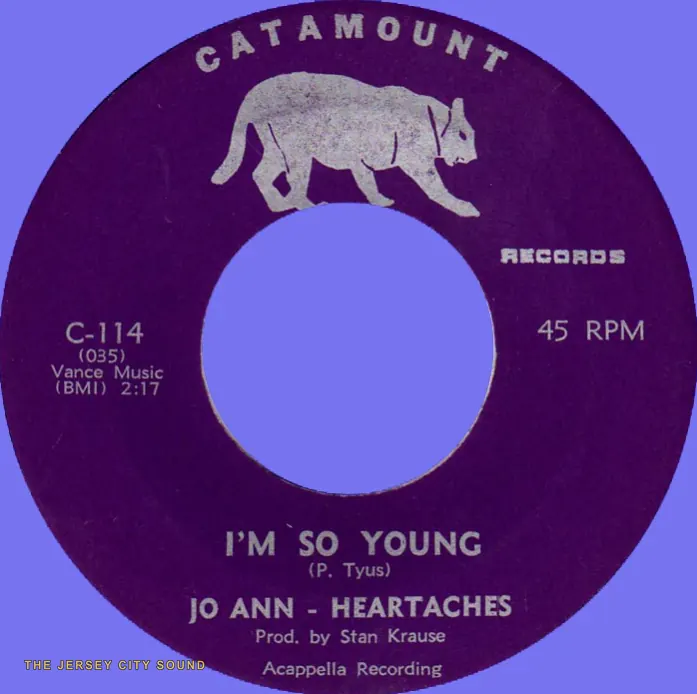 CATAMOUNT
RECORDS
C-114
(035)
Vance Music
(BMI) 2:17
45 RPM
I'M SO YOUNG
(P. Tyus)
JO ANN - HEARTACHES
Prod. by Stan Krause
Acappella Recording
THE JERSEY CITY SOUND